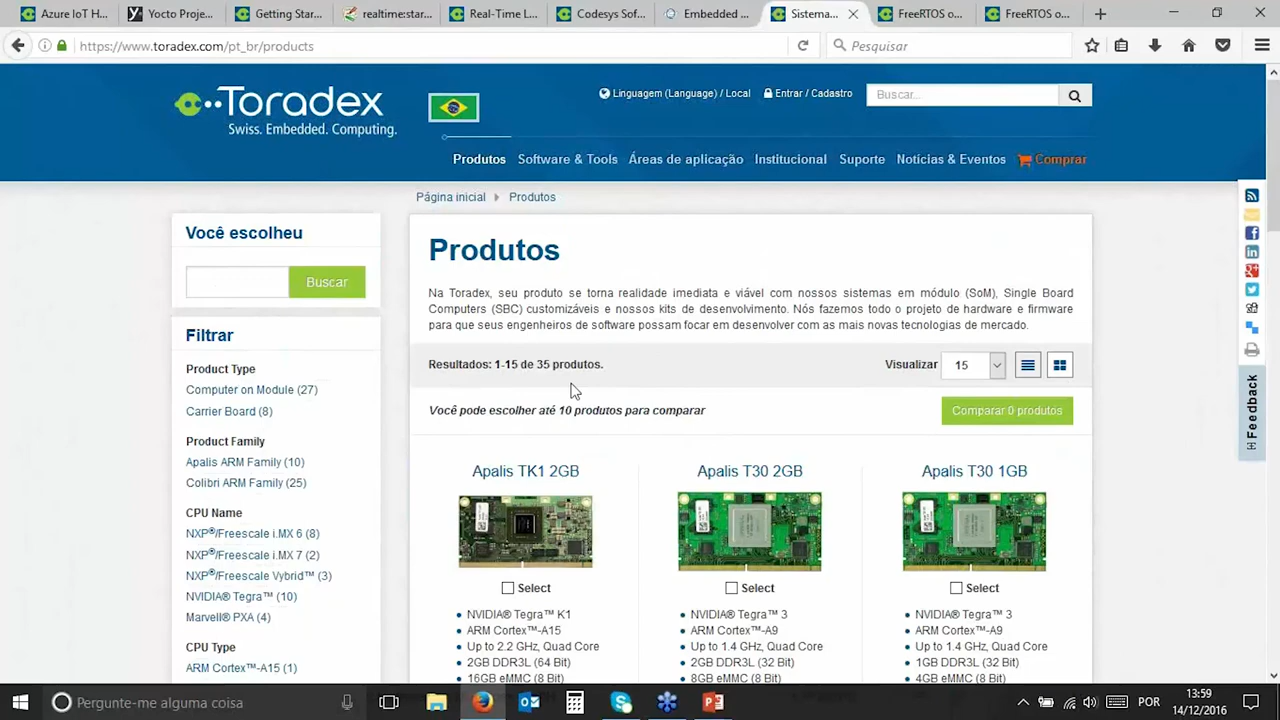 Azure IoT H...
Yocto Proje...
Getting Star...
realtime:star...
Real-Time L...
Codesys Sof...
Embedded ...
Sistema...
FreeRTOS o...
FreeRTOS o...
https://www.toradex.com/pt_br/products
Pesquisar
Toradex
Swiss. Embedded. Computing.
Linguagem (Language) / Local
Entrar / Cadastro
Buscar...
Produtos
Software & Tools
Áreas de aplicação
Institucional
Suporte
Notícias & Eventos
Comprar
Página inicial
Produtos
Você escolheu
Buscar
Filtrar
Product Type
Computer on Module (27)
Carrier Board (8)
Product Family
Apalis ARM Family (10)
Colibri ARM Family (25)
CPU Name
NXP®/Freescale i.MX 6 (8)
NXP®/Freescale i.MX 7 (2)
NXP®/Freescale Vybrid™ (3)
NVIDIA® Tegra™ (10)
Marvell® PXA (4)
CPU Type
ARM Cortex™-A15 (1)
Produtos
Na Toradex, seu produto se torna realidade imediata e viável com nossos sistemas em módulo (SoM), Single Board
Computers (SBC) customizáveis e nossos kits de desenvolvimento. Nós fazemos todo o projeto de hardware e firmware
para que seus engenheiros de software possam focar em desenvolver com as mais novas tecnologias de mercado.
Resultados: 1-15 de 35 produtos.
Visualizar
15
Você pode escolher até 10 produtos para comparar
Comparar 0 produtos
Apalis TK1 2GB
Select
NVIDIA® Tegra™ K1
ARM Cortex™-A15
Up to 2.2 GHz, Quad Core
2GB DDR3L (64 Bit)
16GB eMMC (8 Bit)
Apalis T30 2GB
Select
NVIDIA® Tegra™ 3
ARM Cortex™-A9
Up to 1.4 GHz, Quad Core
2GB DDR3L (32 Bit)
8GB eMMC (8 Bit)
Apalis T30 1GB
Select
NVIDIA® Tegra™ 3
ARM Cortex™-A9
Up to 1.4 GHz, Quad Core
1GB DDR3L (32 Bit)
4GB eMMC (8 Bit)
Feedback
Pergunte-me alguma coisa
POR
13:59
14/12/2016